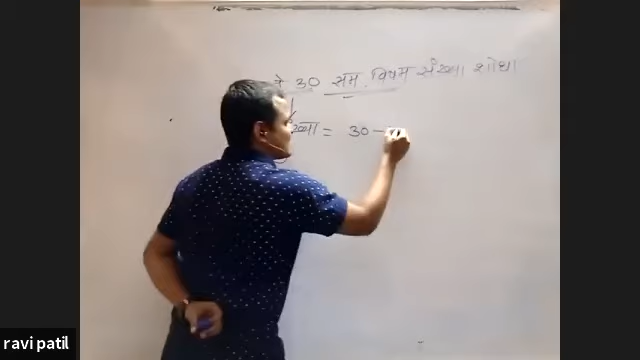 ते 30 सम, विषम संख्या शोधा
ख्या = 30 -
ravi patil